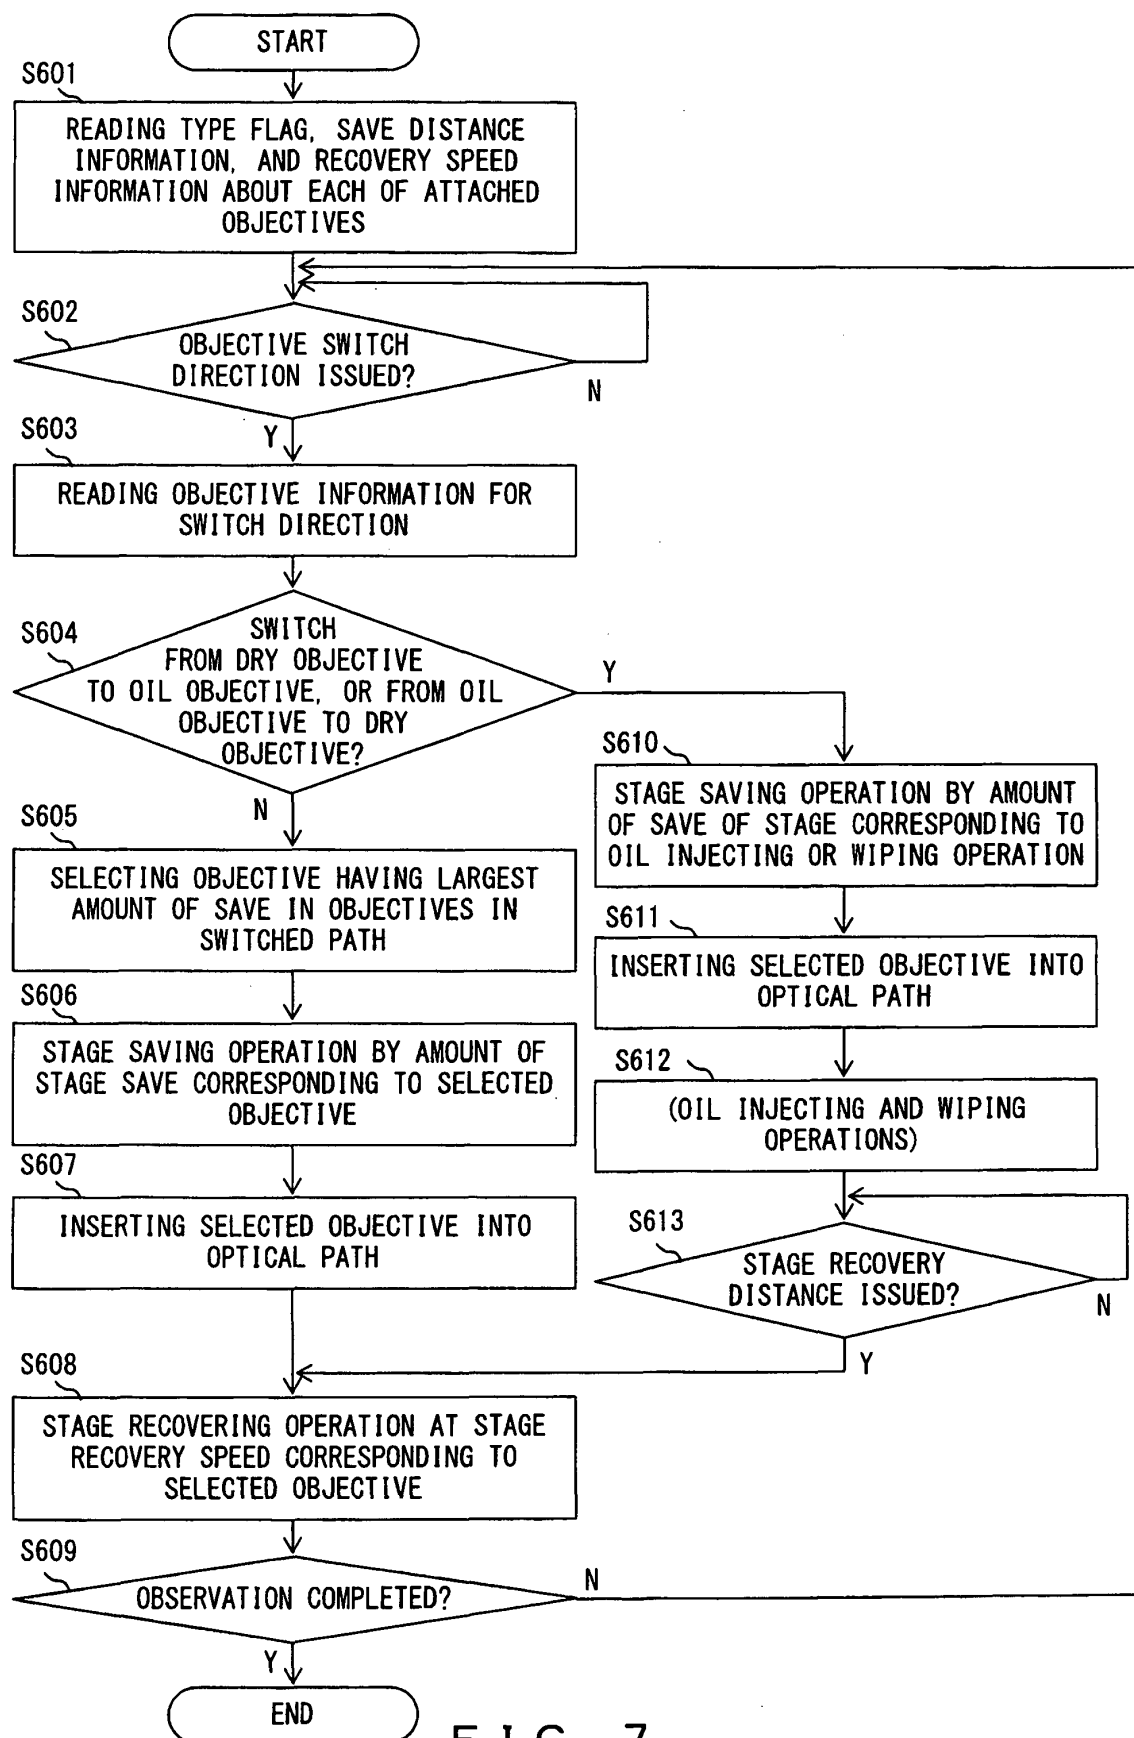 START
S601
READING TYPE FLAG, SAVE DISTANCE
INFORMATION, AND RECOVERY SPEED
INFORMATION ABOUT EACH OF ATTACHED
OBJECTIVES
S602
OBJECTIVE SWITCH
DIRECTION ISSUED?
N
Y
S603
READING OBJECTIVE INFORMATION FOR
SWITCH DIRECTION
S604
SWITCH
FROM DRY OBJECTIVE
TO OIL OBJECTIVE, OR FROM OIL
OBJECTIVE TO DRY
OBJECTIVE?
Y
N
S605
SELECTING OBJECTIVE HAVING LARGEST
AMOUNT OF SAVE IN OBJECTIVES IN
SWITCHED PATH
S606
STAGE SAVING OPERATION BY AMOUNT OF
STAGE SAVE CORRESPONDING TO SELECTED
OBJECTIVE
S607
INSERTING SELECTED OBJECTIVE INTO
OPTICAL PATH
S610
STAGE SAVING OPERATION BY AMOUNT
OF SAVE OF STAGE CORRESPONDING TO
OIL INJECTING OR WIPING OPERATION
S611
INSERTING SELECTED OBJECTIVE INTO
OPTICAL PATH
S612
(OIL INJECTING AND WIPING
OPERATIONS)
S613
STAGE RECOVERY
DISTANCE ISSUED?
N
Y
S608
STAGE RECOVERING OPERATION AT STAGE
RECOVERY SPEED CORRESPONDING TO
SELECTED OBJECTIVE
S609
OBSERVATION COMPLETED?
N
Y
END
FIG. 7